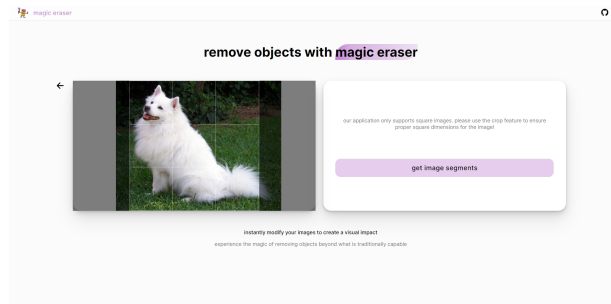 magic eraser
remove objects with magic eraser
our application only supports square images. please use the crop feature to ensure
proper square dimensions for the image!
get image segments
instantly modify your images to create a visual impact
experience the magic of removing objects beyond what is traditionally capable